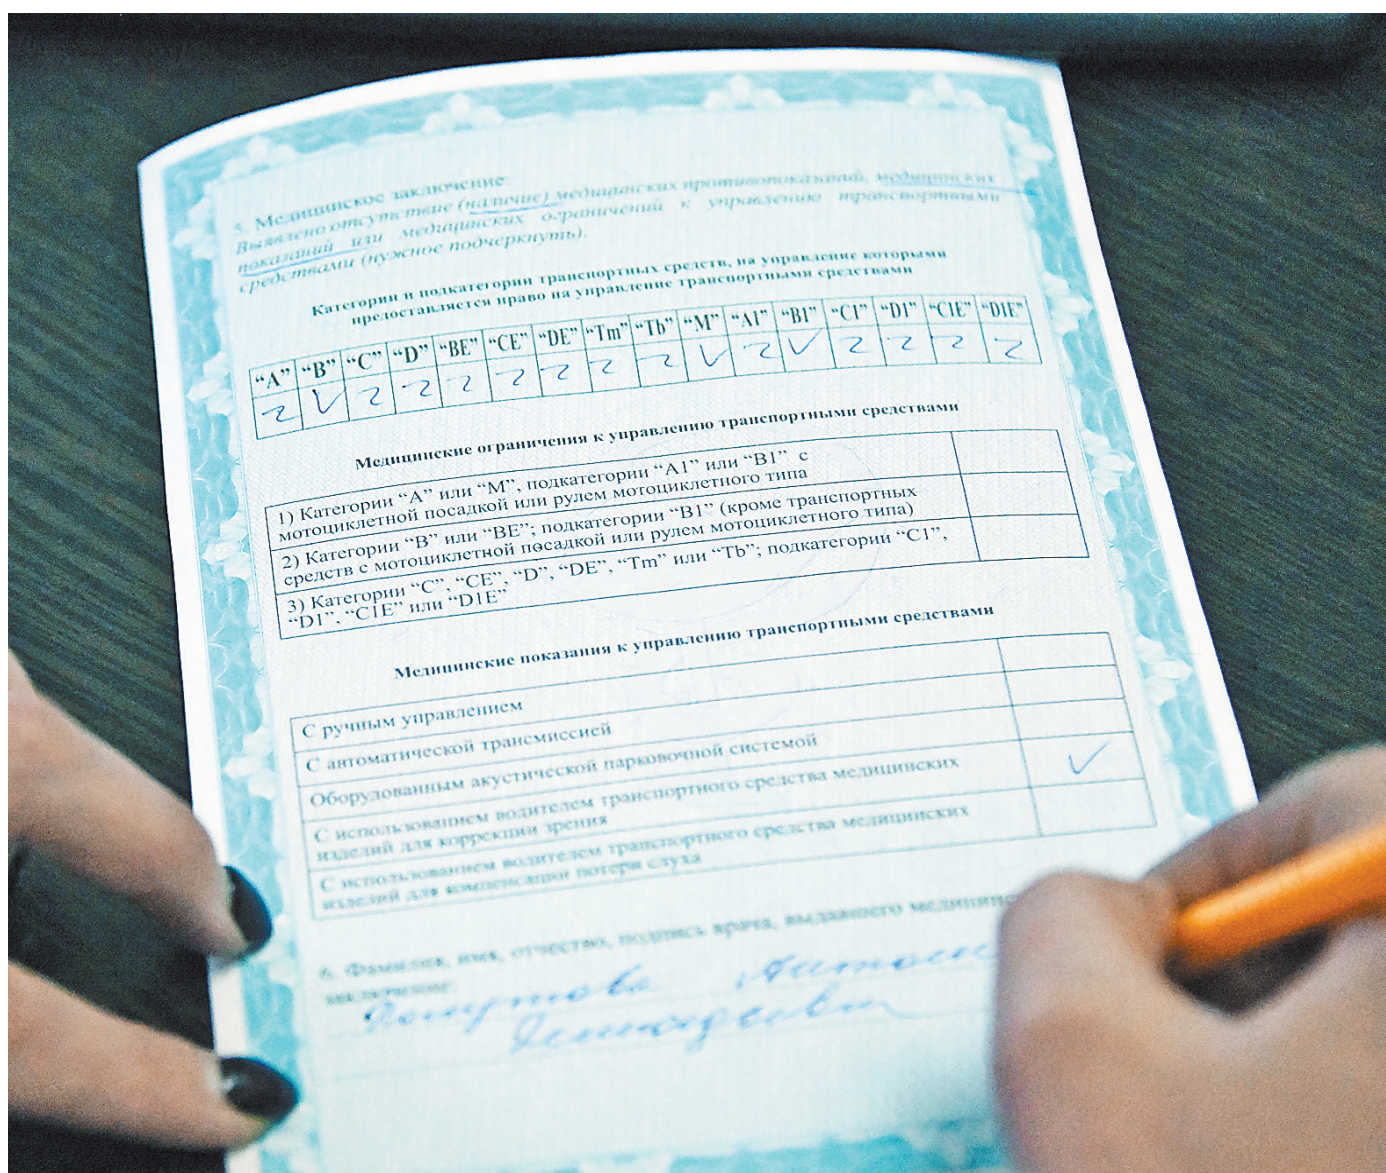 5. Медицинское заключение:
Выявлено отсутствие (наличие) медицинских противопоказаний, медицинских
показаний или медицинских ограничений к управлению транспортными
средствами (нужное подчеркнуть).
Категории и подкатегории транспортных средств, на управление которыми
предоставляется право на управление транспортными средствами
“A” “B” “C” “D” “BE” “CE” “DE” “Tm” “Tb” “M” “A1” “B1” “C1” “D1” “C1E” “D1E”
Медицинские ограничения к управлению транспортными средствами
1) Категории “A” или “M”, подкатегории “A1” или “B1” с
мотоциклетной посадкой или рулем мотоциклетного типа
2) Категории “B” или “BE”; подкатегории “B1” (кроме транспортных
средств с мотоциклетной посадкой или рулем мотоциклетного типа)
3) Категории “C”, “CE”, “D”, “DE”, “Tm” или “Tb”; подкатегории “C1”,
“D1”, “C1E” или “D1E”
Медицинские показания к управлению транспортными средствами
С ручным управлением
С автоматической трансмиссией
Оборудованным акустической парковочной системой
С использованием водителем транспортного средства медицинских
изделий для коррекции зрения
С использованием водителем транспортного средства медицинских
изделий для компенсации потери слуха
6. Фамилия, имя, отчество, подпись врача, выдавшего
заключение: